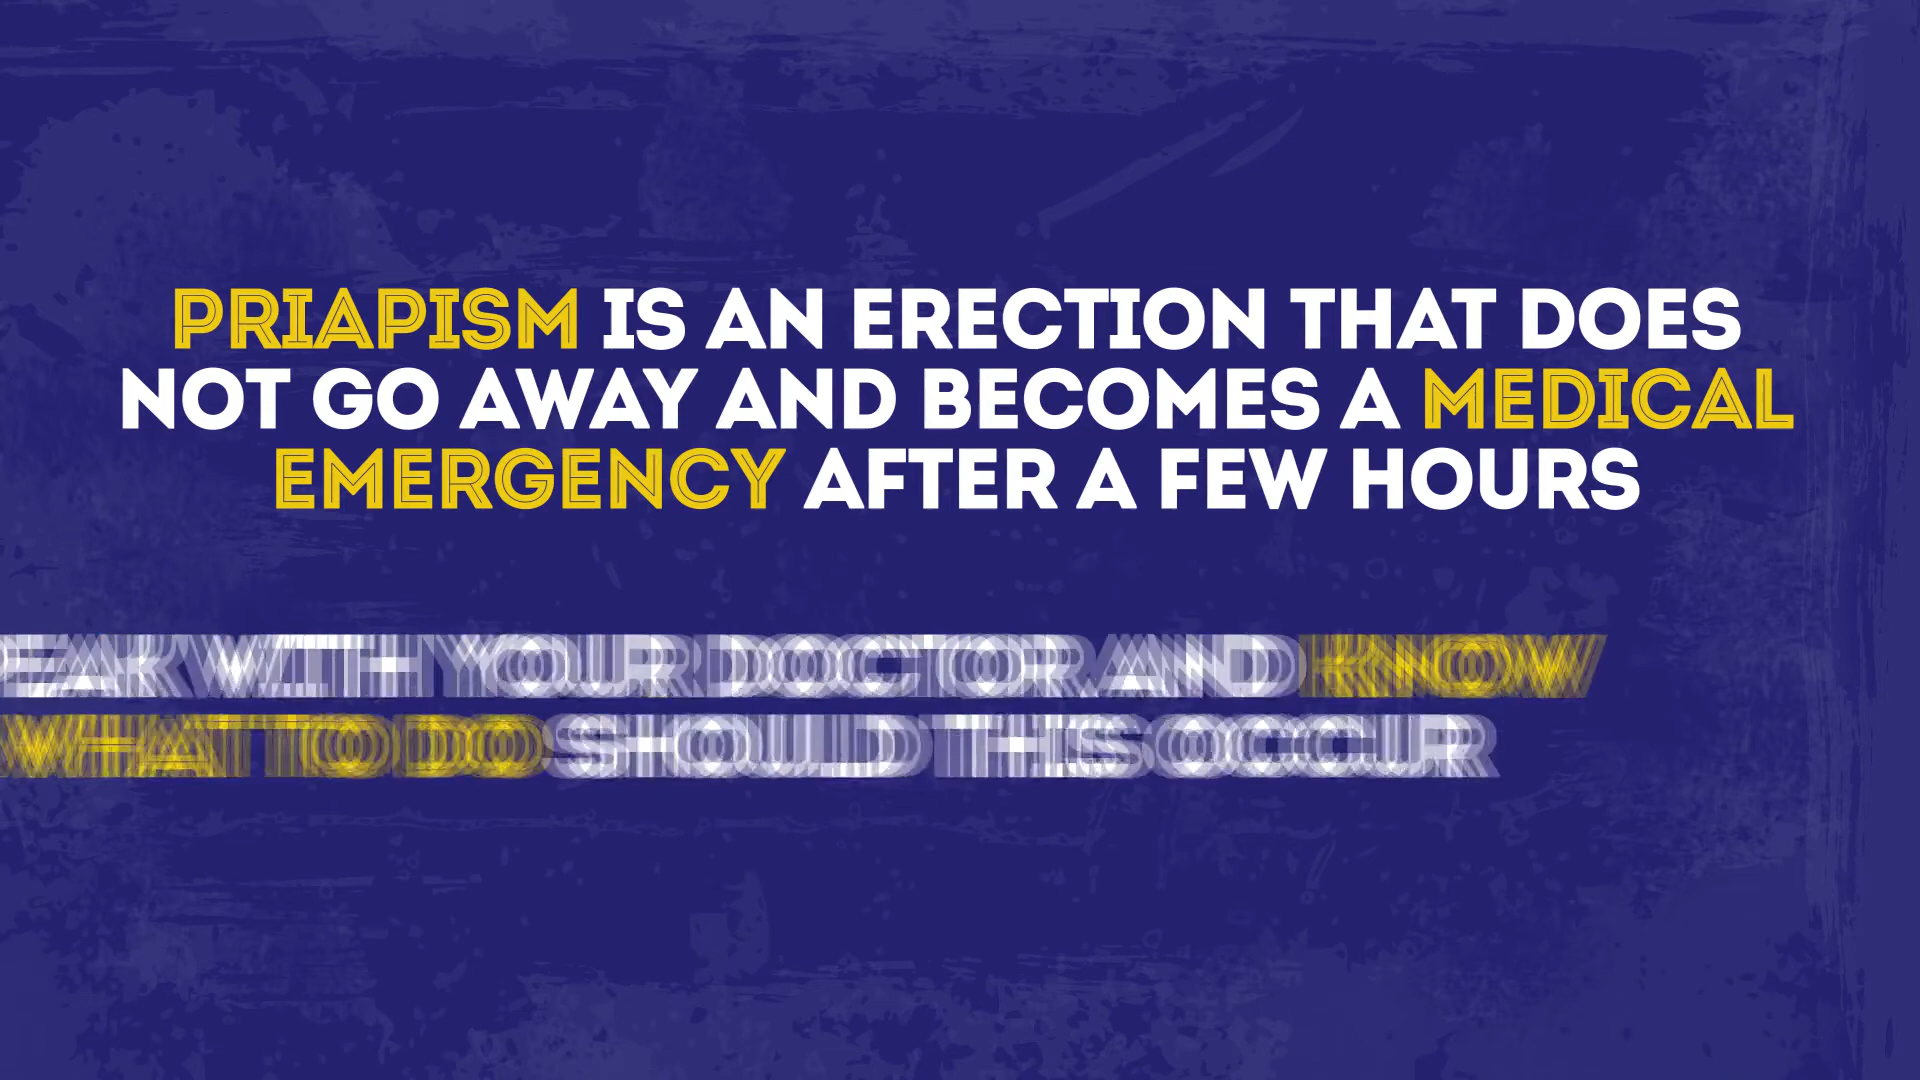 PRIAPISM IS AN ERECTION THAT DOES
NOT GO AWAY AND BECOMES A MEDICAL
EMERGENCY AFTER A FEW HOURS
EAK WITH YOUR DOCTOR AND KNOW
WHAT TO DO SHOULD THIS OCCUR